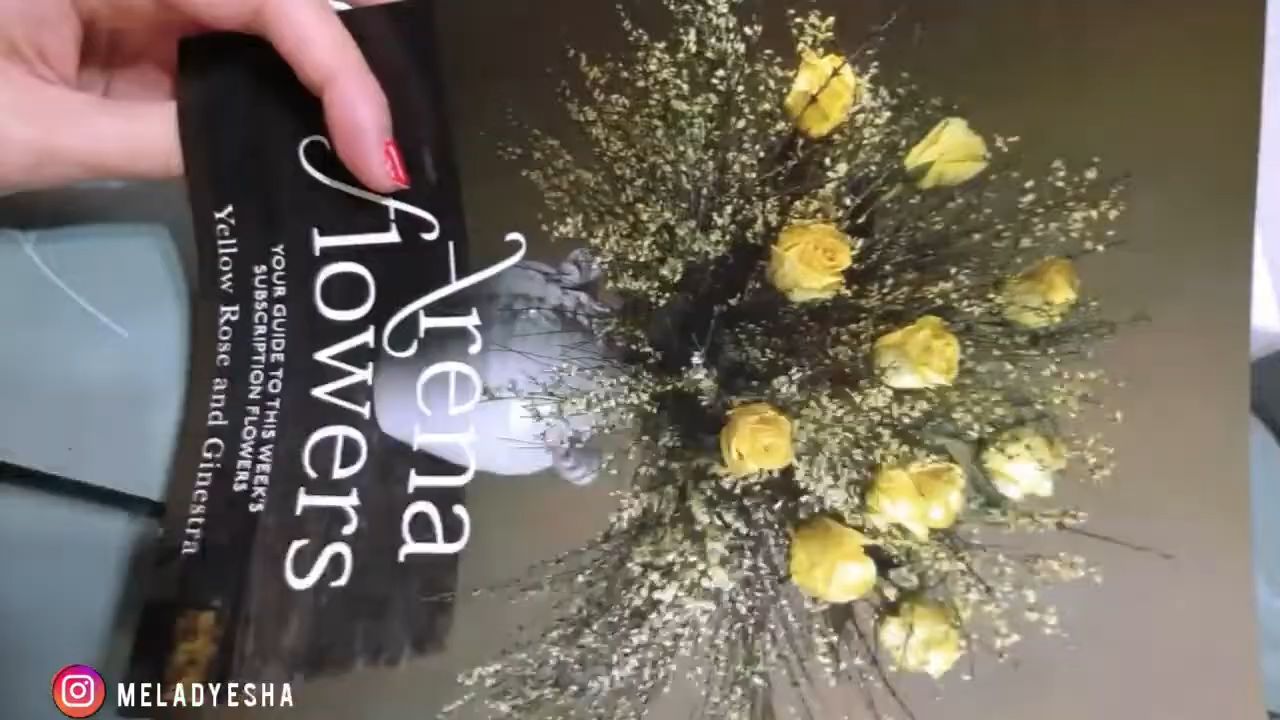 Arena
flowers
YOUR GUIDE TO THIS WEEK'S
SUBSCRIPTION FLOWERS
Yellow Rose and Ginestra
MELADYESHA